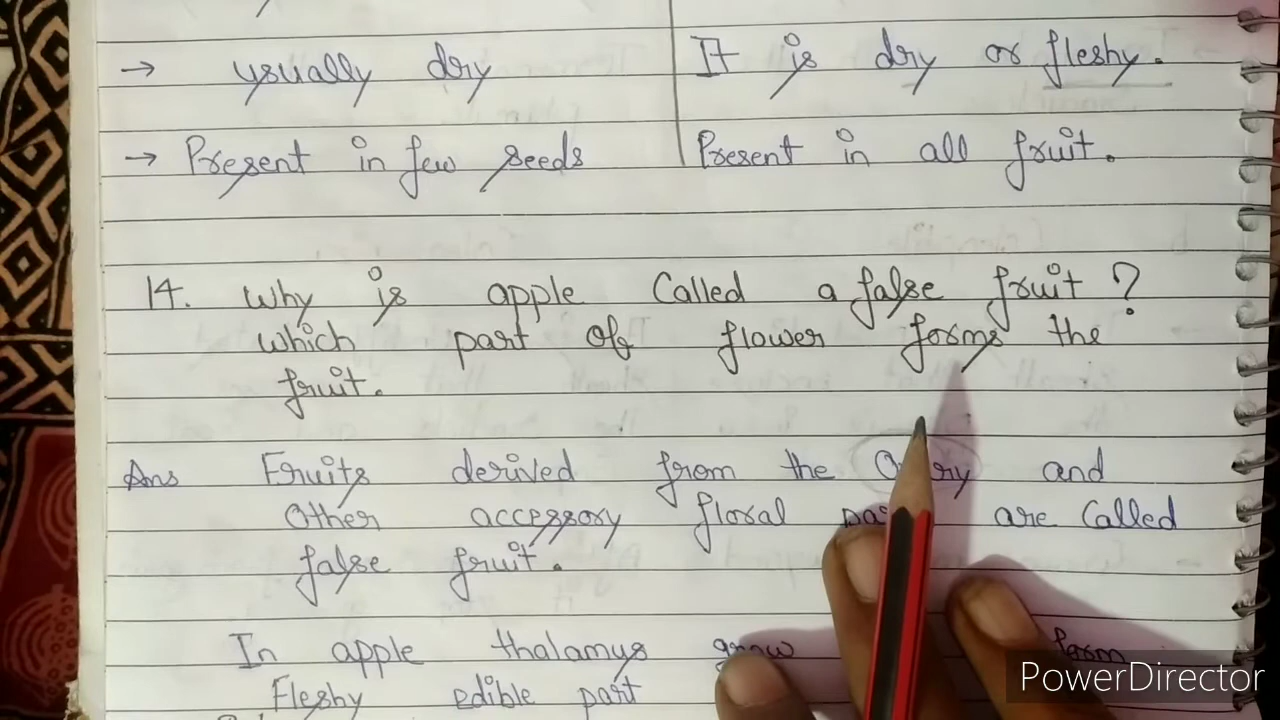 → usually dry It is dry or fleshy.
→ Present in few seeds Present in all fruit.
14. Why is apple called a false fruit?
which part of flower forms the
fruit.
Ans Fruits derived from the and
Other accessory floral are called
false fruit.
In apple thalamus grow form
Fleshy edible part
PowerDirector